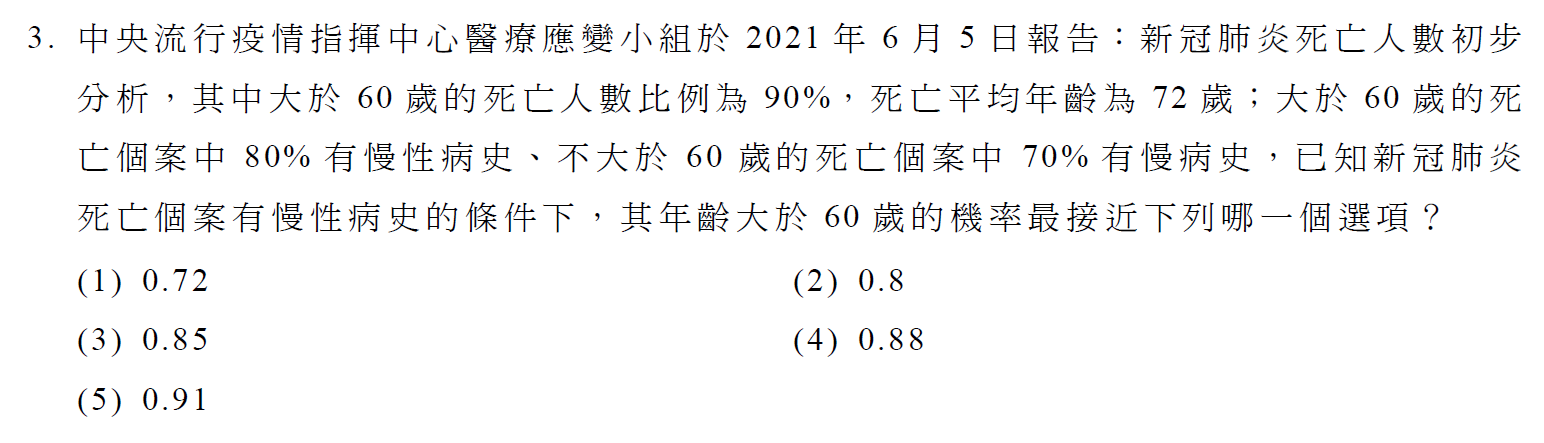 3. 中央流行疫情指揮中心醫療應變小組於 2021 年 6 月 5 日報告：新冠肺炎死亡人數初步
分析，其中大於 60 歲的死亡人數比例為 90%，死亡平均年齡為 72 歲；大於 60 歲的死
亡個案中 80% 有慢性病史、不大於 60 歲的死亡個案中 70% 有慢病史，已知新冠肺炎
死亡個案有慢性病史的條件下，其年齡大於 60 歲的機率最接近下列哪一個選項？
(1) 0.72 (2) 0.8
(3) 0.85 (4) 0.88
(5) 0.91